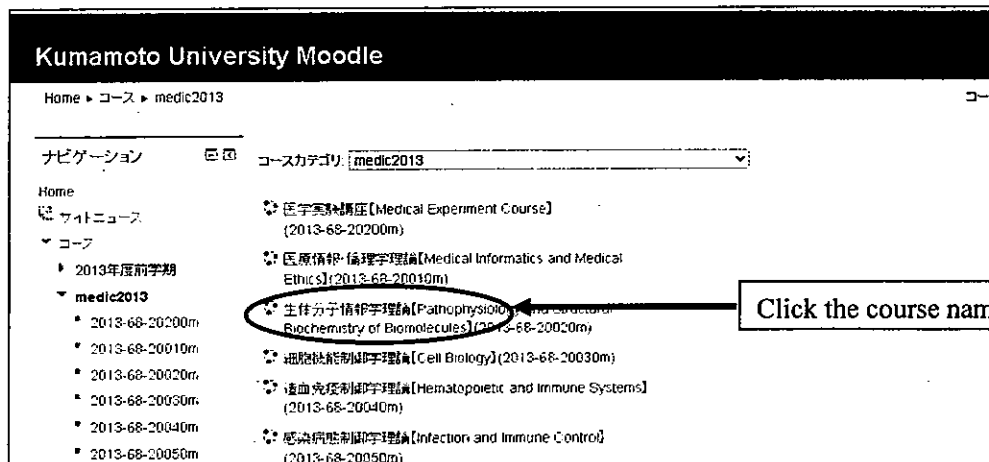 Kumamoto University Moodle
Home ▸ コース ▸ medic2013
コー
ナビゲーション
コースカテゴリ: medic2013
Home
サイトニュース
コース
2013年度前学期
medic2013
2013-68-20200m
2013-68-20010m
2013-68-20020m
2013-68-20030m
2013-68-20040m
2013-68-20050m
医学実験講座【Medical Experiment Course】
(2013-68-20200m)
医療情報・倫理学理論【Medical Informatics and Medical
Ethics】(2013-68-20010m)
生体分子情報学理論【Pathophysiology and Structural
Biochemistry of Biomolecules】(2013-68-20020m)
細胞機能制御学理論【Cell Biology】(2013-68-20030m)
造血免疫制御学理論【Hematopoietic and Immune Systems】
(2013-68-20040m)
感染病態制御学理論【Infection and Immune Control】
(2013-68-20050m)
Click the course nam